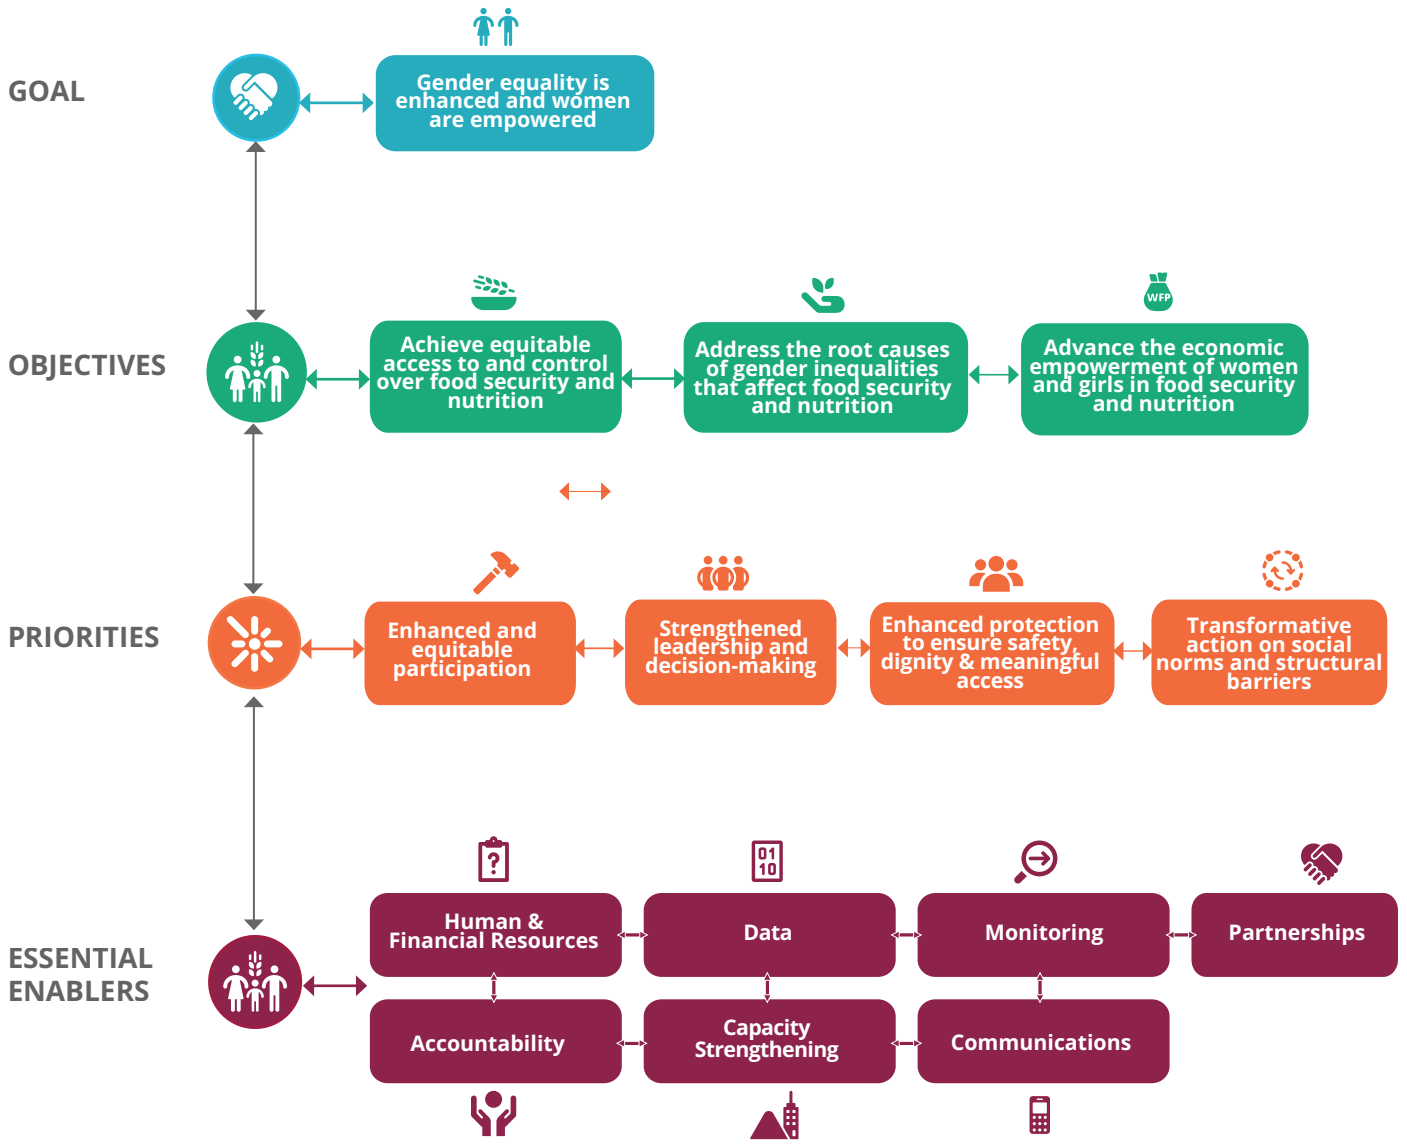 GOAL
Gender equality is
enhanced and women
are empowered
OBJECTIVES
Achieve equitable
access to and control
over food security and
nutrition
Address the root causes
of gender inequalities
that affect food security
and nutrition
WFP
Advance the economic
empowerment of women
and girls in food security
and nutrition
PRIORITIES
Enhanced and
equitable
participation
Strengthened
leadership and
decision-making
Enhanced protection
to ensure safety,
dignity & meaningful
access
Transformative
action on social
norms and structural
barriers
ESSENTIAL
ENABLERS
?
Human &
Financial Resources
01
10
Data
Monitoring
Partnerships
Accountability
Capacity
Strengthening
Communications